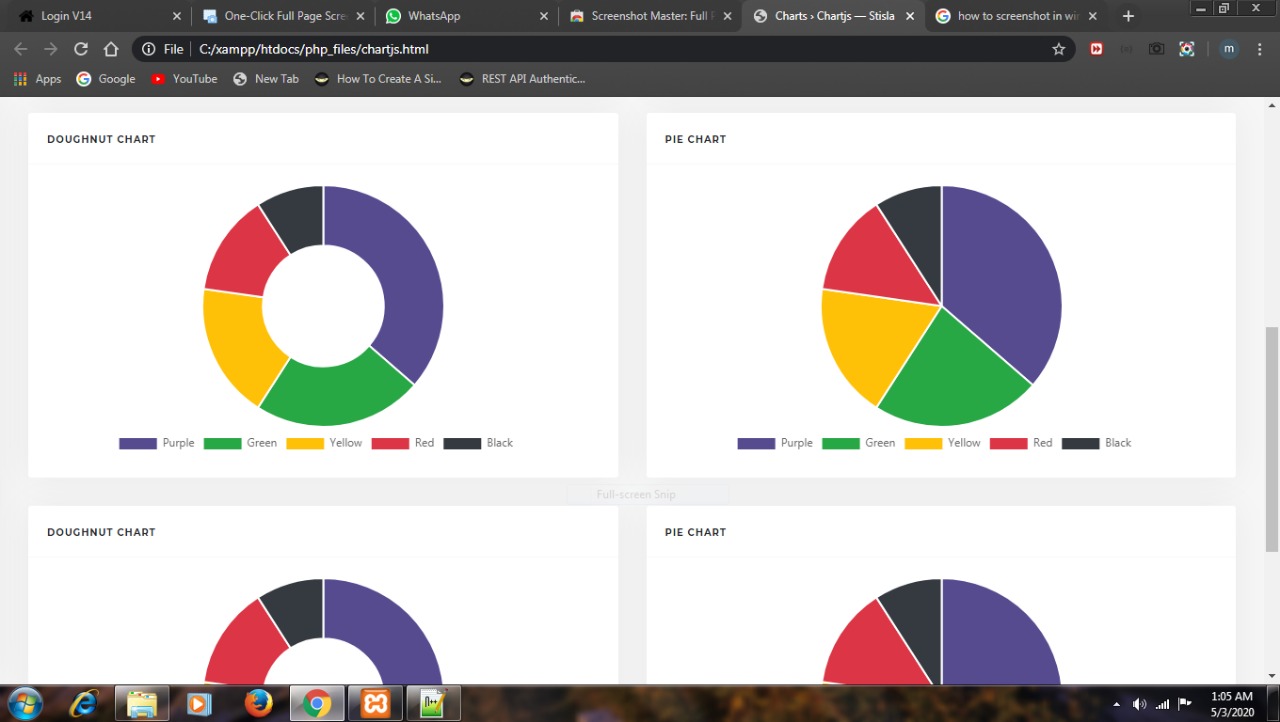 Login V14
One-Click Full Page Scre
WhatsApp
Screenshot Master: Full
Charts › Chartjs — Stisla
how to screenshot in wi
File C:/xampp/htdocs/php_files/chartjs.html
m
Apps Google YouTube New Tab How To Create A Si... REST API Authentic...
DOUGHNUT CHART
Purple Green Yellow Red Black
PIE CHART
Purple Green Yellow Red Black
Full-screen Snip
DOUGHNUT CHART
PIE CHART
1:05 AM
5/3/2020